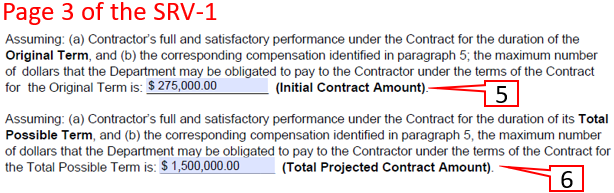 Page 3 of the SRV-1
Assuming: (a) Contractor's full and satisfactory performance under the Contract for the duration of the
Original Term, and (b) the corresponding compensation identified in paragraph 5; the maximum number
of dollars that the Department may be obligated to pay to the Contractor under the terms of the Contract
for the Original Term is: $ 275,000.00 (Initial Contract Amount).
5
Assuming: (a) Contractor's full and satisfactory performance under the Contract for the duration of its Total
Possible Term, and (b) the corresponding compensation identified in paragraph 5, the maximum number
of dollars that the Department may be obligated to pay to the Contractor under the terms of the Contract for
the Total Possible Term is: $ 1,500,000.00 (Total Projected Contract Amount).
6